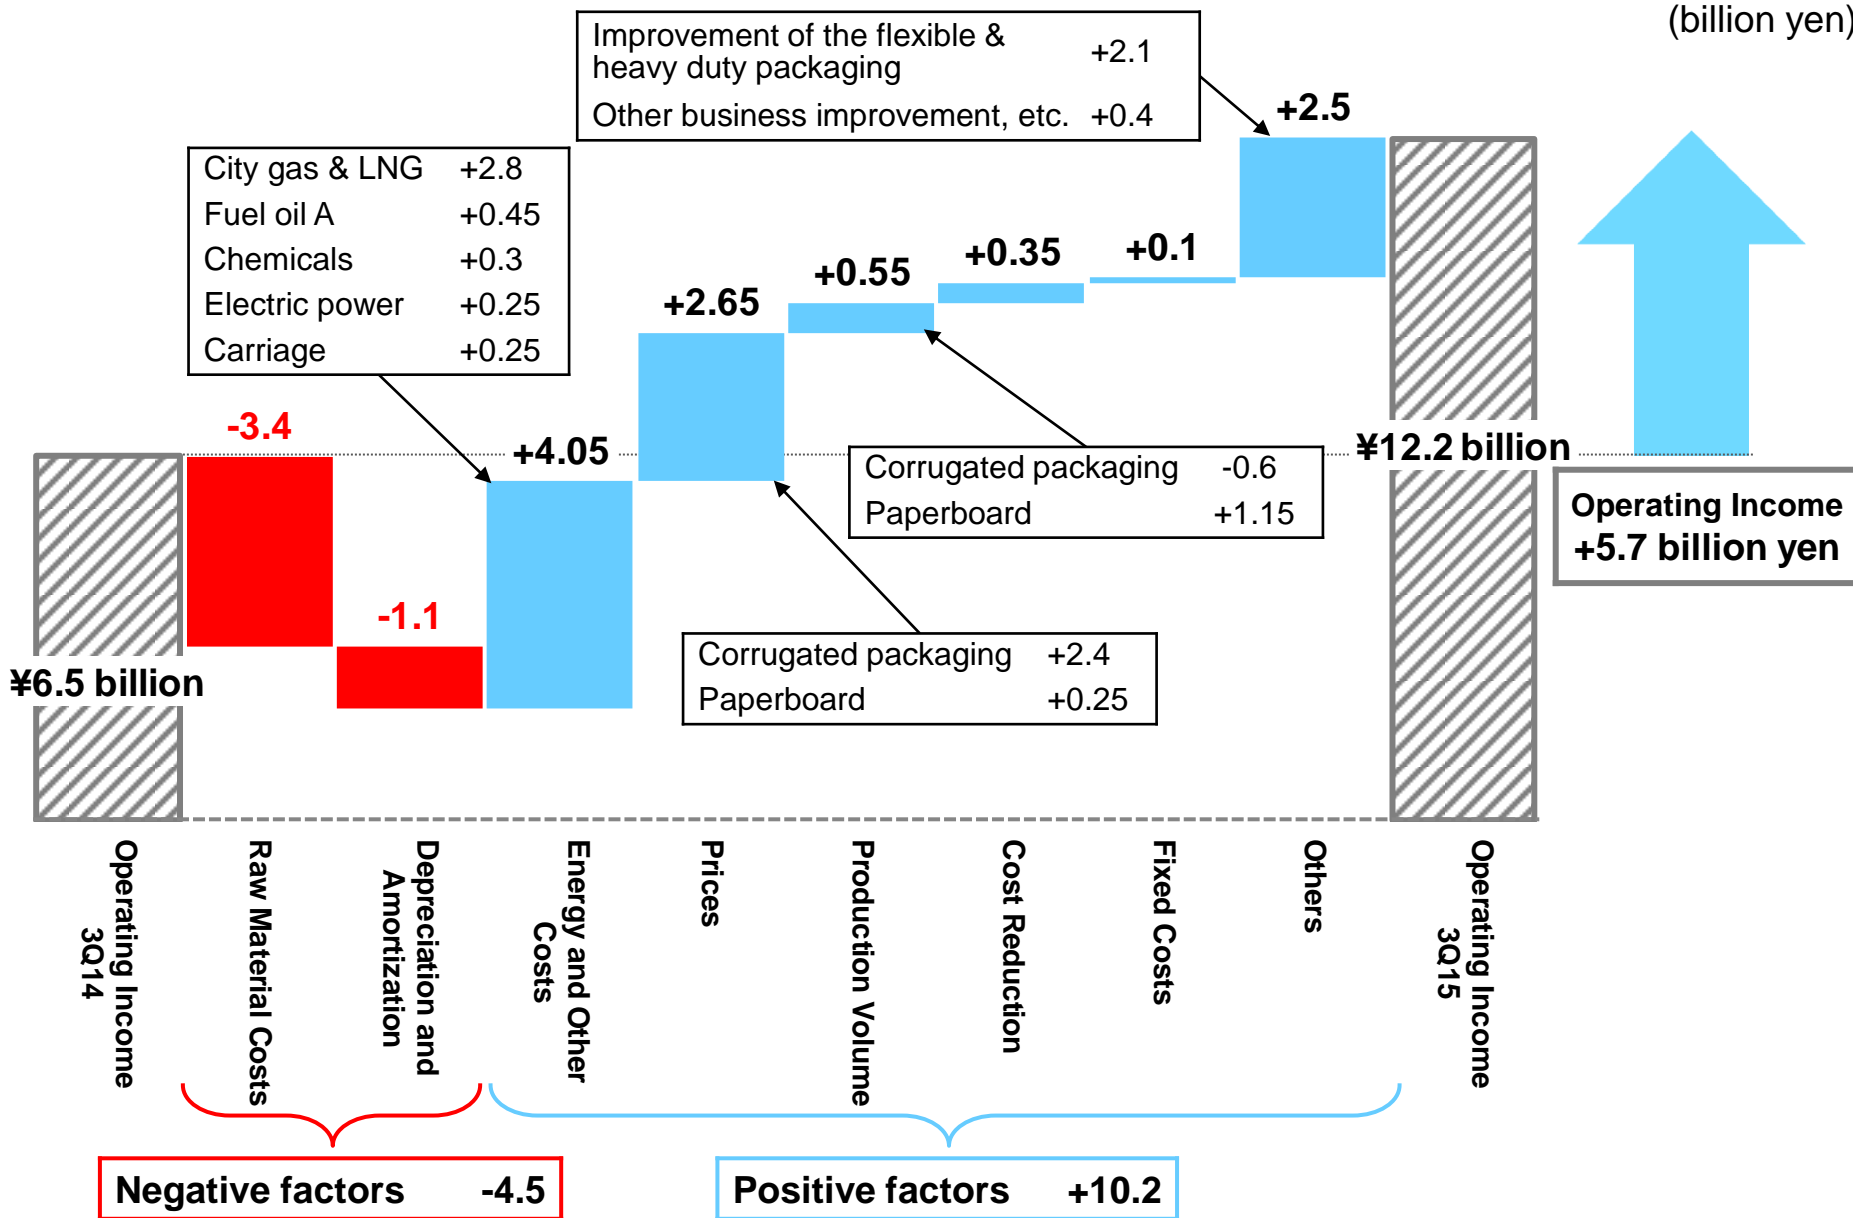 (billion yen)
Improvement of the flexible &
heavy duty packaging +2.1
Other business improvement, etc. +0.4
+2.5
City gas & LNG +2.8
Fuel oil A +0.45
Chemicals +0.3
Electric power +0.25
Carriage +0.25
+0.1
+0.35
+0.55
+2.65
-3.4
+4.05
¥12.2 billion
Corrugated packaging -0.6
Paperboard +1.15
Operating Income
+5.7 billion yen
-1.1
¥6.5 billion
Corrugated packaging +2.4
Paperboard +0.25
Operating Income
3Q14
Raw Material Costs
Depreciation and
Amortization
Energy and Other
Costs
Prices
Production Volume
Cost Reduction
Fixed Costs
Others
Operating Income
3Q15
Negative factors -4.5
Positive factors +10.2